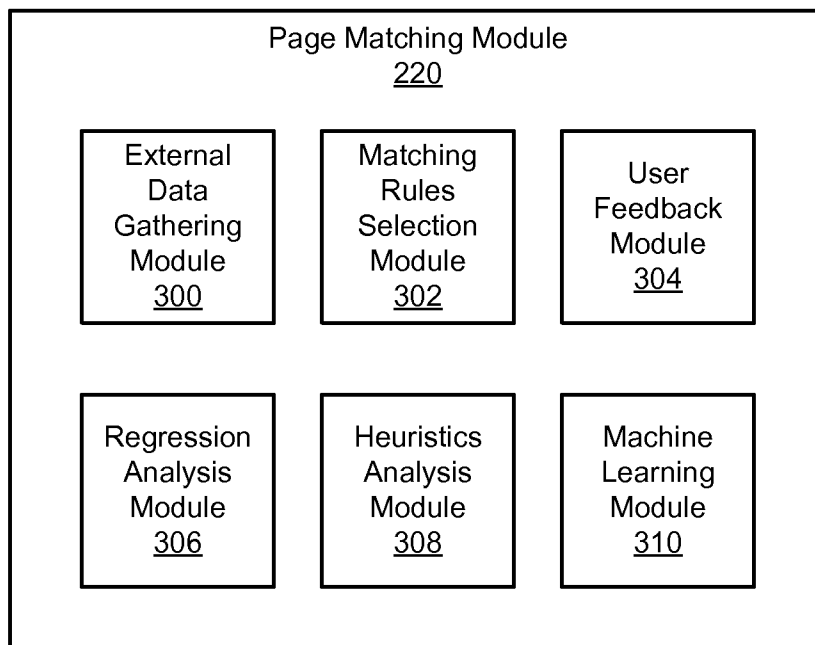 Page Matching Module
220
External
Data
Gathering
Module
300
Matching
Rules
Selection
Module
302
User
Feedback
Module
304
Regression
Analysis
Module
306
Heuristics
Analysis
Module
308
Machine
Learning
Module
310